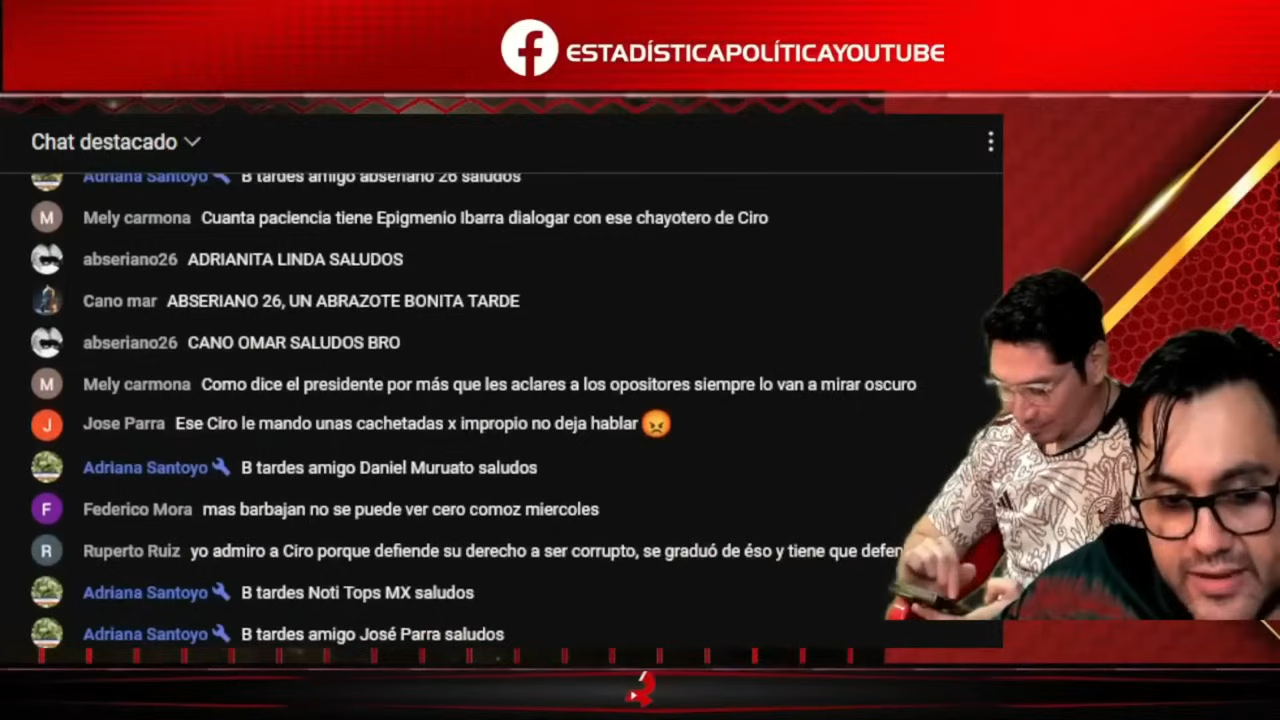 ESTADÍSTICAPOLÍTICAYOUTUBE
Chat destacado
Adriana Santoyo B tardes amigo abseriano 26 saludos
M Mely carmona Cuanta paciencia tiene Epigmenio Ibarra dialogar con ese chayotero de Ciro
abseriano26 ADRIANITA LINDA SALUDOS
Cano mar ABSERIANO 26, UN ABRAZOTE BONITA TARDE
abseriano26 CANO OMAR SALUDOS BRO
M Mely carmona Como dice el presidente por más que les aclares a los opositores siempre lo van a mirar oscuro
J Jose Parra Ese Ciro le mando unas cachetadas x impropio no deja hablar 😡
Adriana Santoyo B tardes amigo Daniel Muruato saludos
F Federico Mora mas barbajan no se puede ver cero comoz miercoles
R Ruperto Ruiz yo admiro a Ciro porque defiende su derecho a ser corrupto, se graduó de éso y tiene que defen
Adriana Santoyo B tardes Noti Tops MX saludos
Adriana Santoyo B tardes amigo José Parra saludos